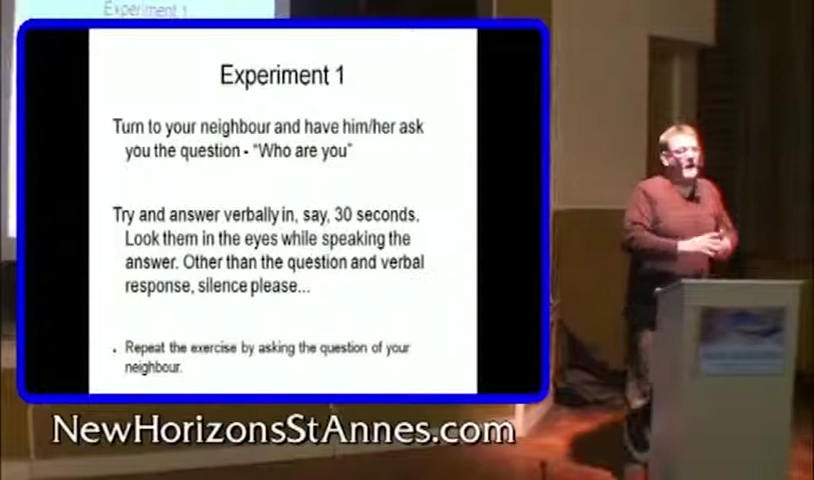 Experiment 1
Experiment 1
Turn to your neighbour and have him/her ask
you the question - “Who are you”
Try and answer verbally in, say, 30 seconds.
Look them in the eyes while speaking the
answer. Other than the question and verbal
response, silence please...
. Repeat the exercise by asking the question of your
neighbour.
NewHorizonsStAnnes.com